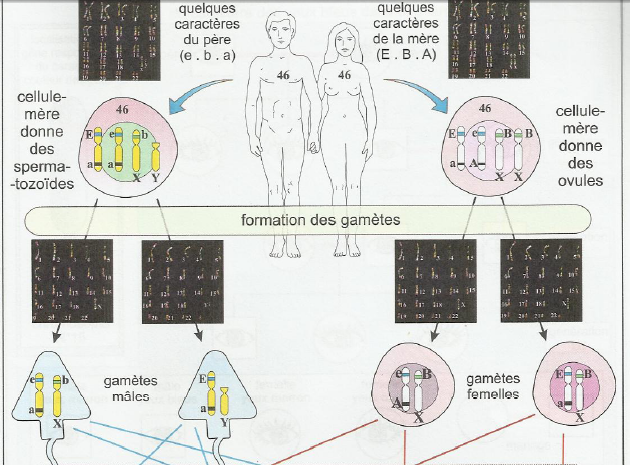 quelques
caractères
du père
(e . b . a)
quelques
caractères
de la mère
(E . B . A)
46
46
cellule-
mère
donne
des
sperma-
-tozoïdes
46
E e b
a a
X Y
46
E e B B
a A
X X
cellule-
mère
donne
des
ovules
formation des gamètes
gamètes
mâles
e b
a
X
E
a
Y
gamètes
femelles
e B
A
X
E B
a
X